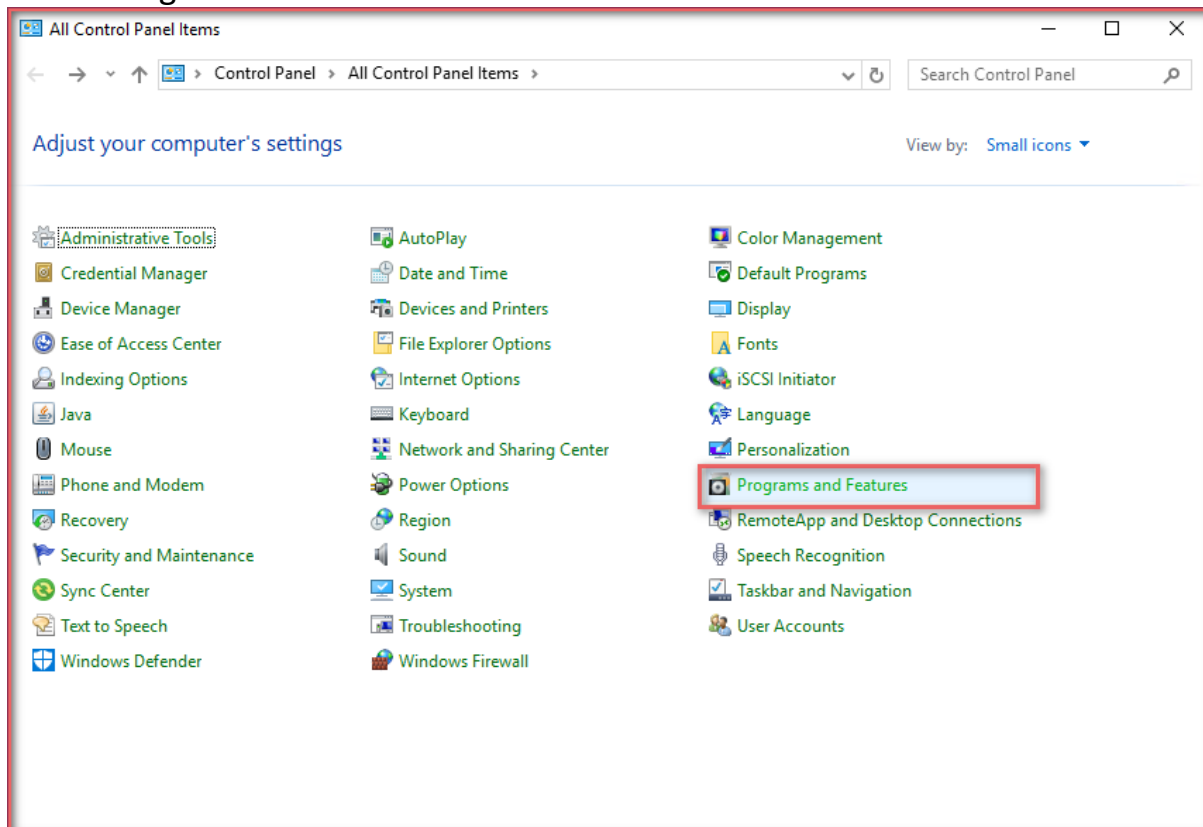 All Control Panel Items
Control Panel > All Control Panel Items >
Search Control Panel
Adjust your computer's settings
View by: Small icons
Administrative Tools
AutoPlay
Color Management
Credential Manager
Date and Time
Default Programs
Device Manager
Devices and Printers
Display
Ease of Access Center
File Explorer Options
Fonts
Indexing Options
Internet Options
iSCSI Initiator
Java
Keyboard
Language
Mouse
Network and Sharing Center
Personalization
Phone and Modem
Power Options
Programs and Features
Recovery
Region
RemoteApp and Desktop Connections
Security and Maintenance
Sound
Speech Recognition
Sync Center
System
Taskbar and Navigation
Text to Speech
Troubleshooting
User Accounts
Windows Defender
Windows Firewall